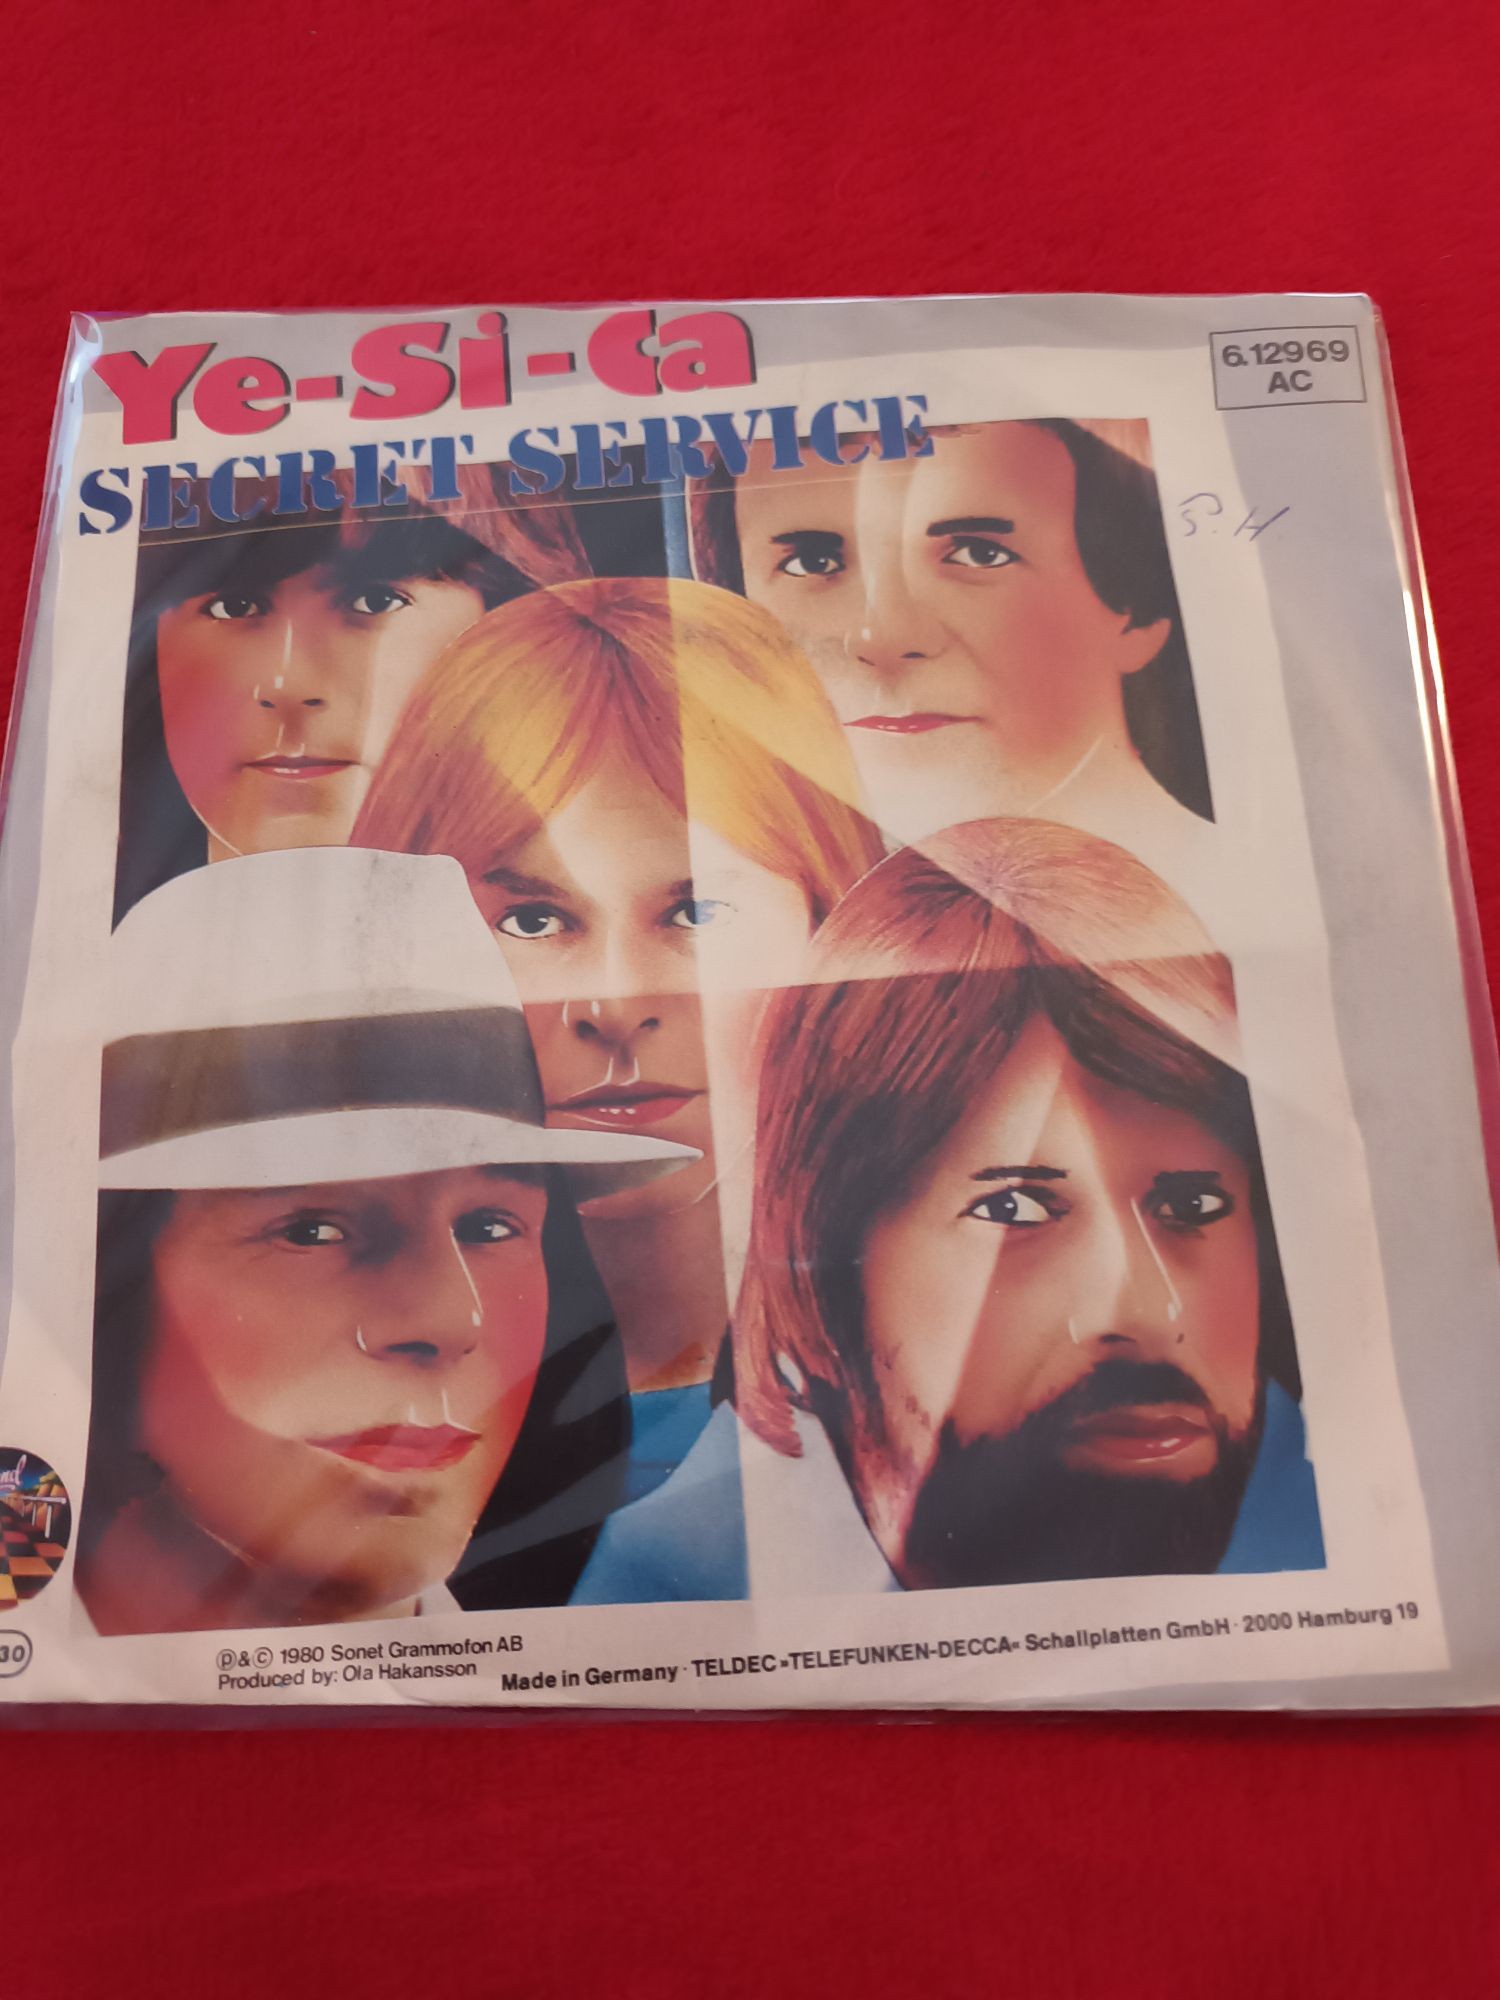 Ye-Si-Ca
SECRET SERVICE
6.12969
AC
S. H.
30
℗&© 1980 Sonet Grammofon AB
Produced by: Ola Hakansson
Made in Germany · TELDEC »TELEFUNKEN-DECCA« Schallplatten GmbH · 2000 Hamburg 19